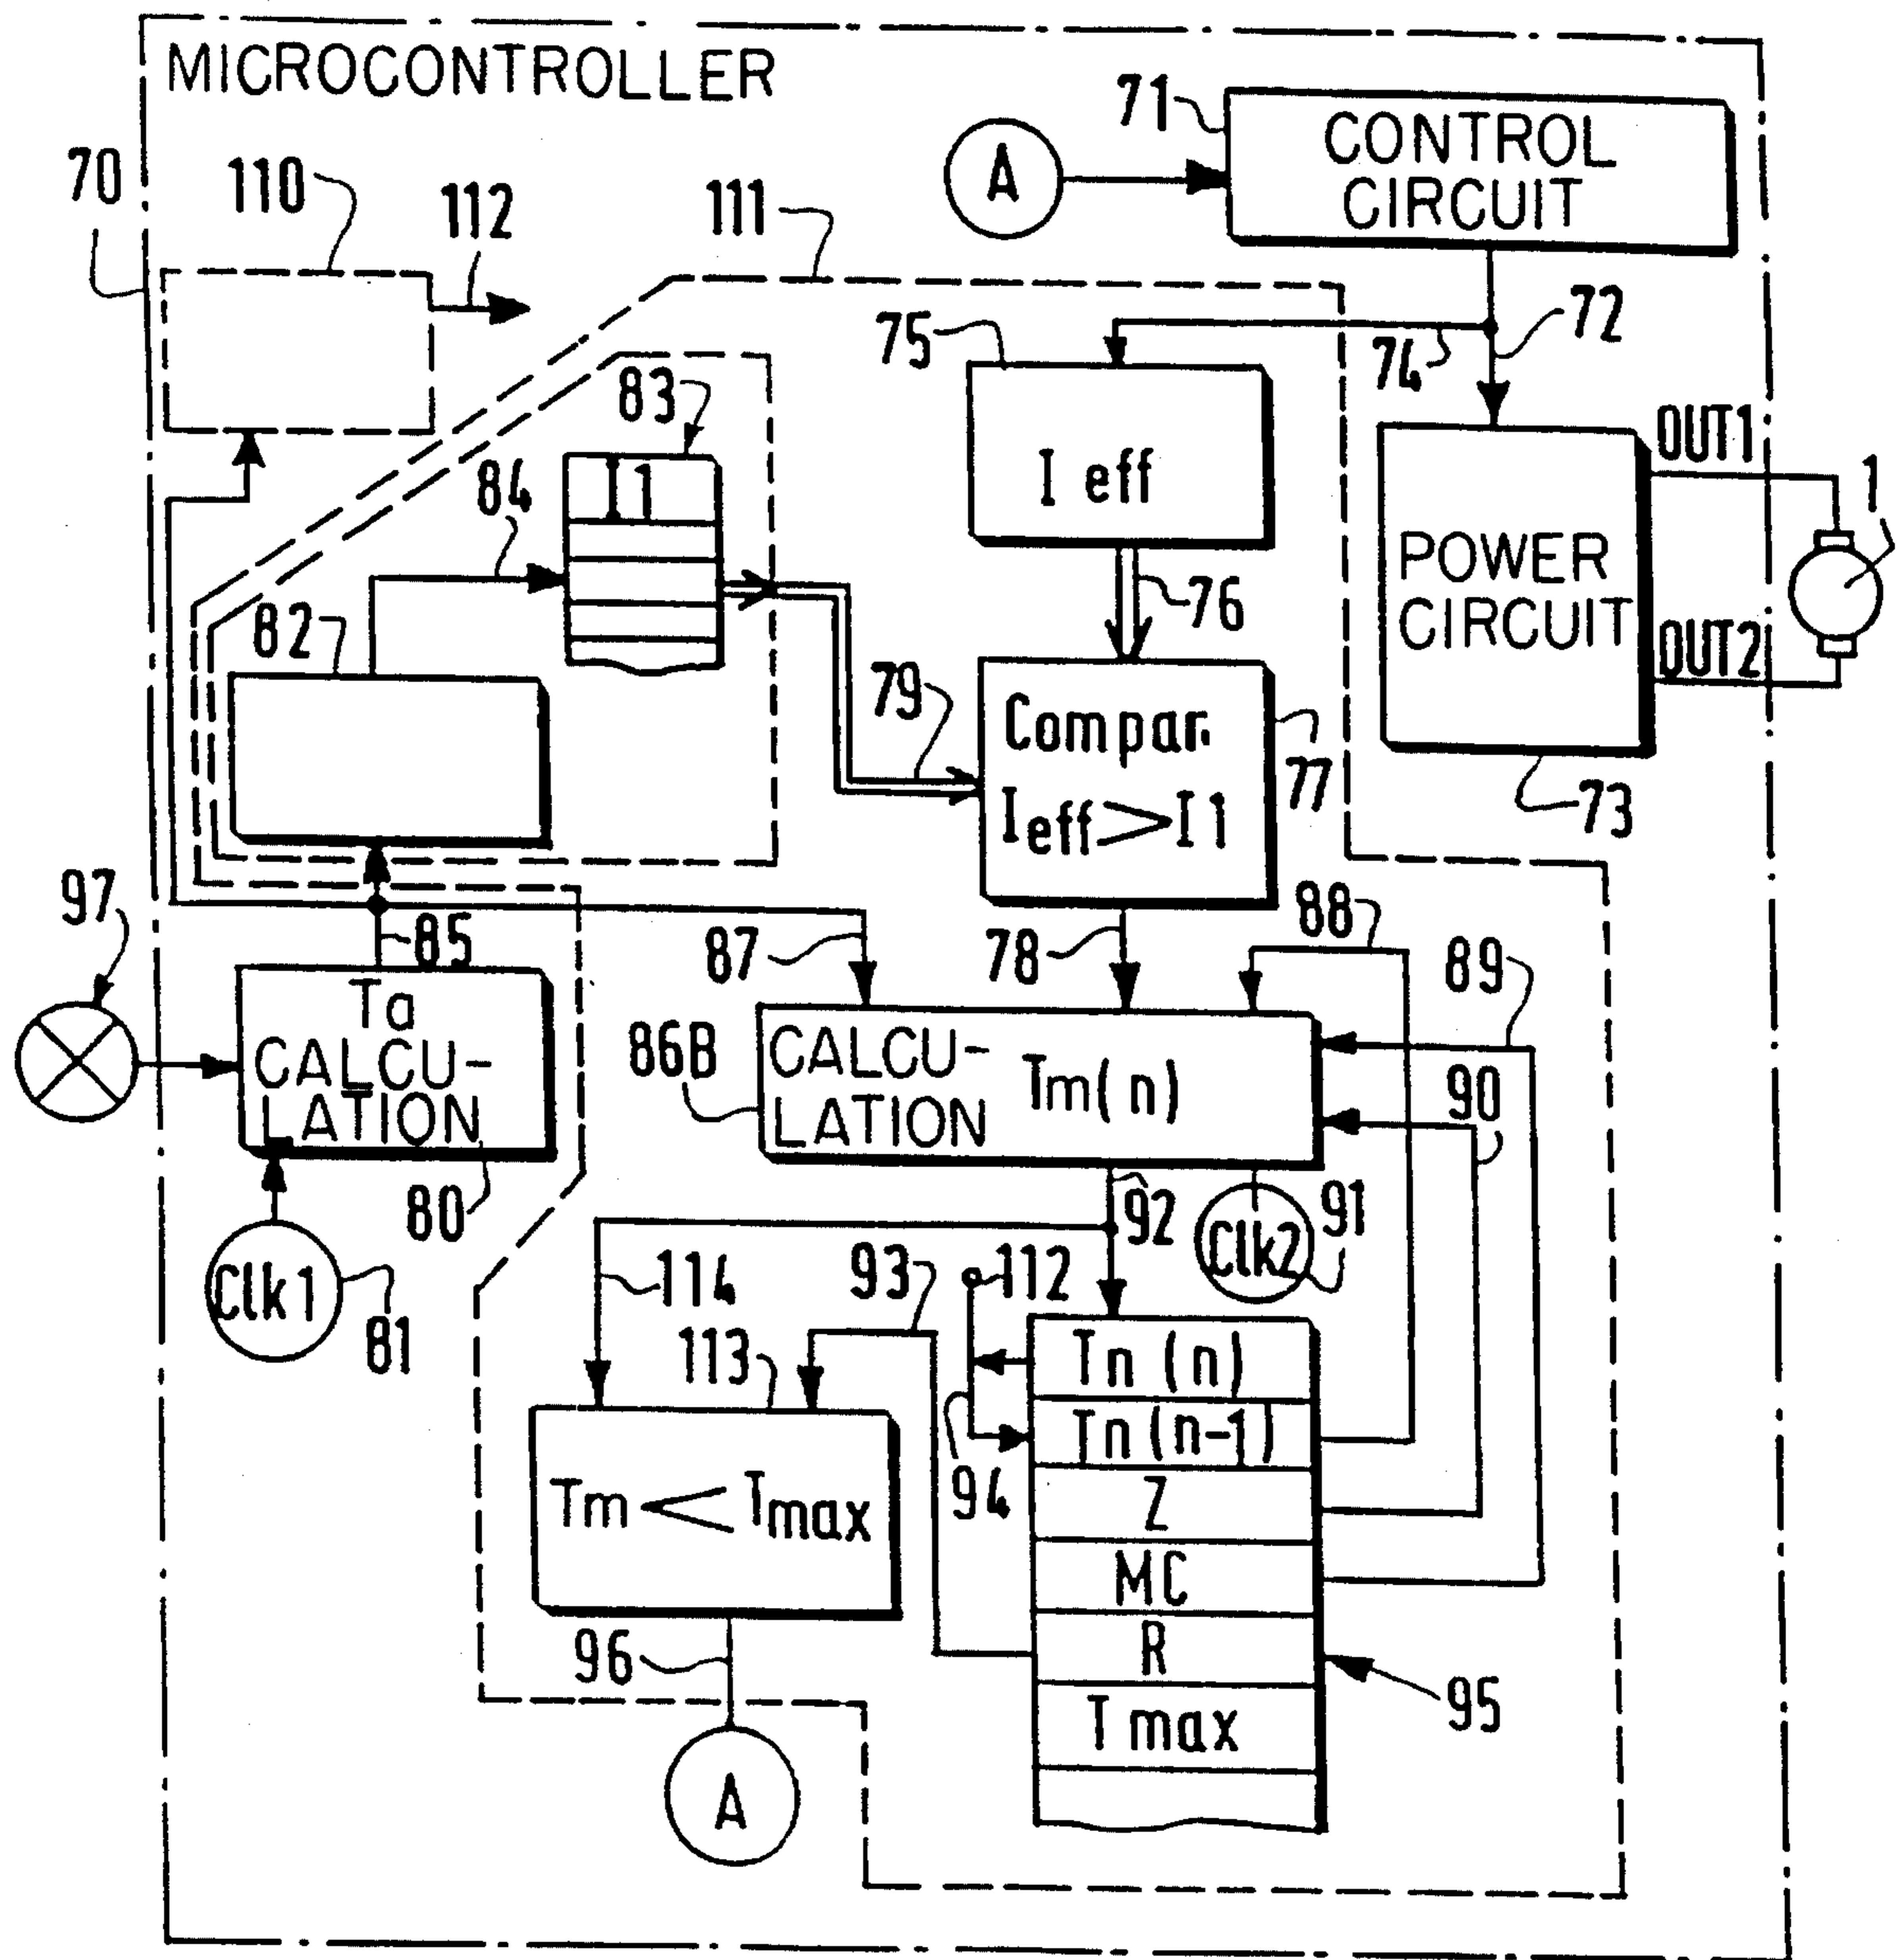 MICROCONTROLLER
71
A
CONTROL
CIRCUIT
70
110
112
111
72
75
74
83
OUT1
1
84
I1
I eff
POWER
CIRCUIT
76
82
OUT2
79
Compar.
Ieff > I1
77
73
97
88
85
87
78
89
Ta
CALCU-
LATION
86B
CALCU-
LATION
Tm(n)
90
80
92
91
Clk2
93
112
114
Clk1
81
113
Tn (n)
Tn (n-1)
94
Z
Tm < Tmax
MC
96
R
95
Tmax
A